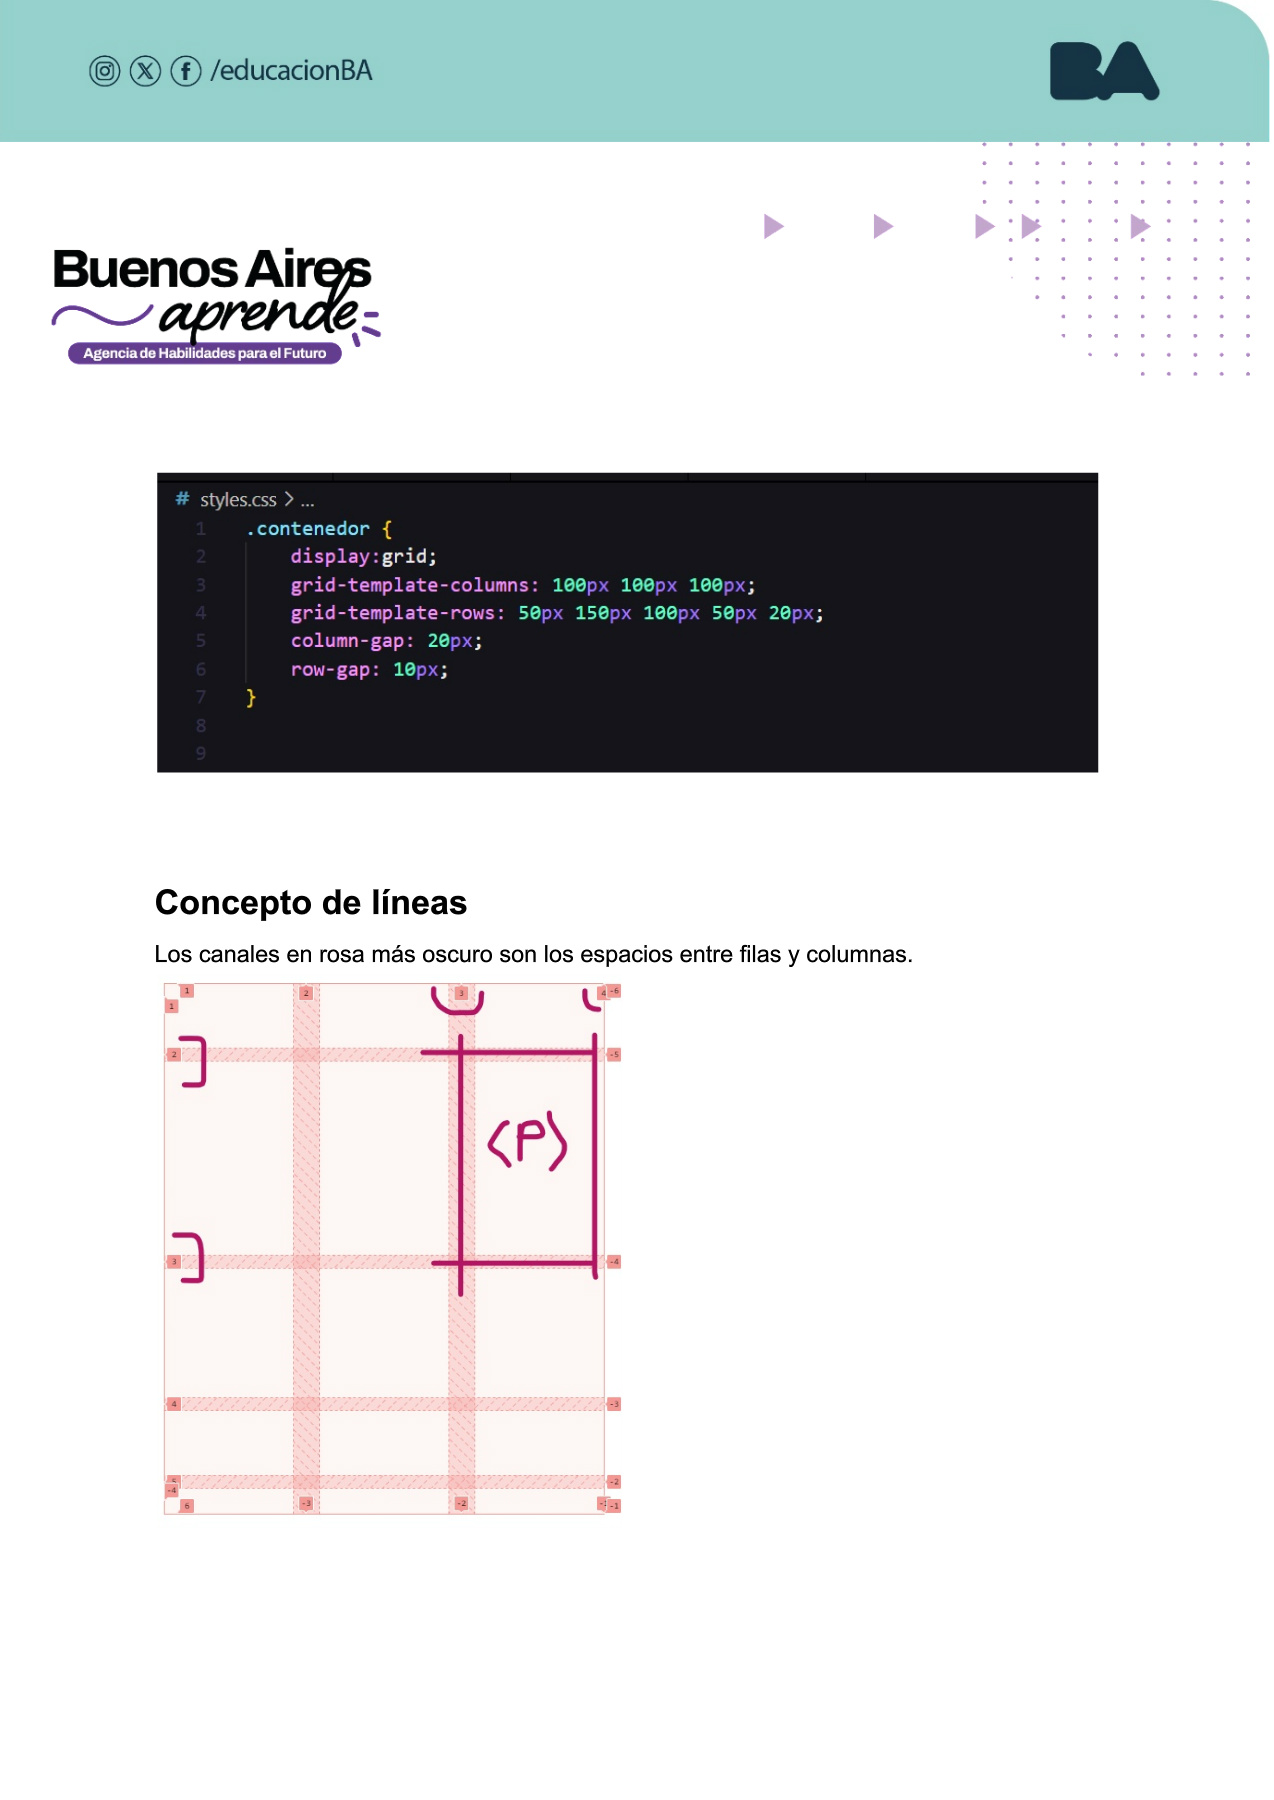 /educacionBA
BA
Buenos Aires
aprende
Agencia de Habilidades para el Futuro
# styles.css > ...
1 .contenedor {
2 display:grid;
3 grid-template-columns: 100px 100px 100px;
4 grid-template-rows: 50px 150px 100px 50px 20px;
5 column-gap: 20px;
6 row-gap: 10px;
7 }
8
9
Concepto de líneas
Los canales en rosa más oscuro son los espacios entre filas y columnas.
1 2 3 4 -6
1
2 -5
<P>
3 -4
4 -3
5 -2
-4
6 -3 -2 -1 -1